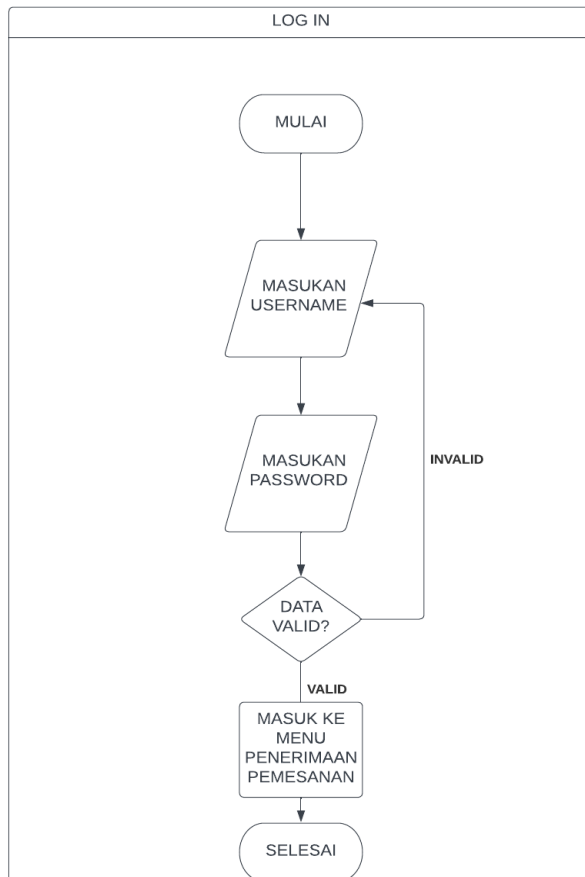 LOG IN
MULAI
MASUKAN
USERNAME
MASUKAN
PASSWORD
INVALID
DATA
VALID?
VALID
MASUK KE
MENU
PENERIMAAN
PEMESANAN
SELESAI